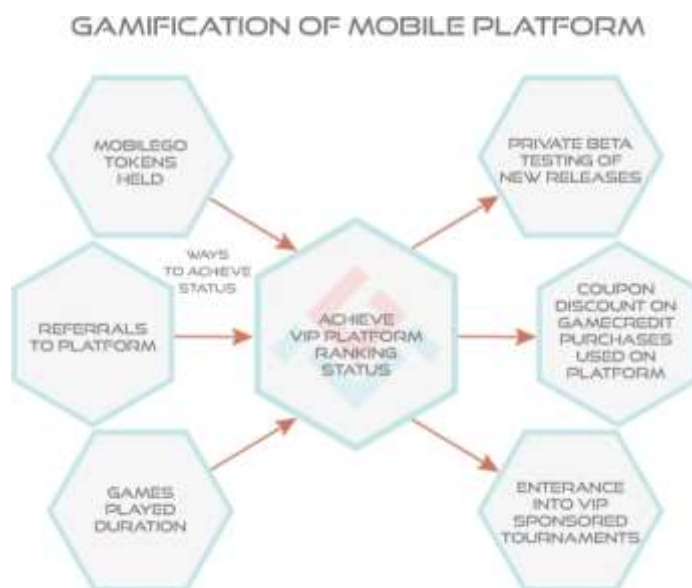 GAMIFICATION OF MOBILE PLATFORM
MOBILEGO
TOKENS
HELD
PRIVATE BETA
TESTING OF
NEW RELEASES
WAYS
TO ACHIEVE
STATUS
REFERRALS
TO PLATFORM
ACHIEVE
VIP PLATFORM
RANKING
STATUS
COUPON
DISCOUNT ON
GAMECREDIT
PURCHASES
USED ON
PLATFORM
GAMES
PLAYED
DURATION
ENTERANCE
INTO VIP
SPONSORED
TOURNAMENTS